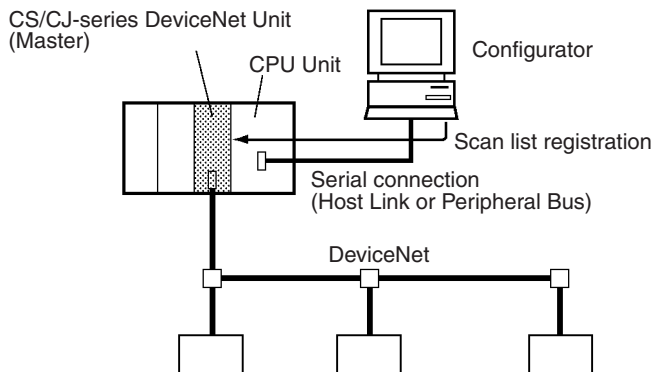 CS/CJ-series DeviceNet Unit
(Master)
CPU Unit
Configurator
Scan list registration
Serial connection
(Host Link or Peripheral Bus)
DeviceNet